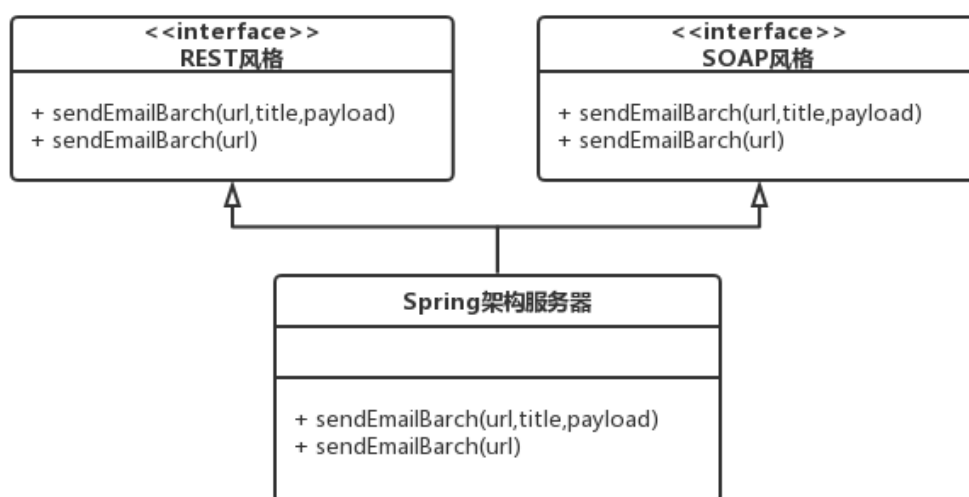 <<interface>>
REST风格
+ sendEmailBarch(url,title,payload)
+ sendEmailBarch(url)
<<interface>>
SOAP风格
+ sendEmailBarch(url,title,payload)
+ sendEmailBarch(url)
Spring架构服务器
+ sendEmailBarch(url,title,payload)
+ sendEmailBarch(url)